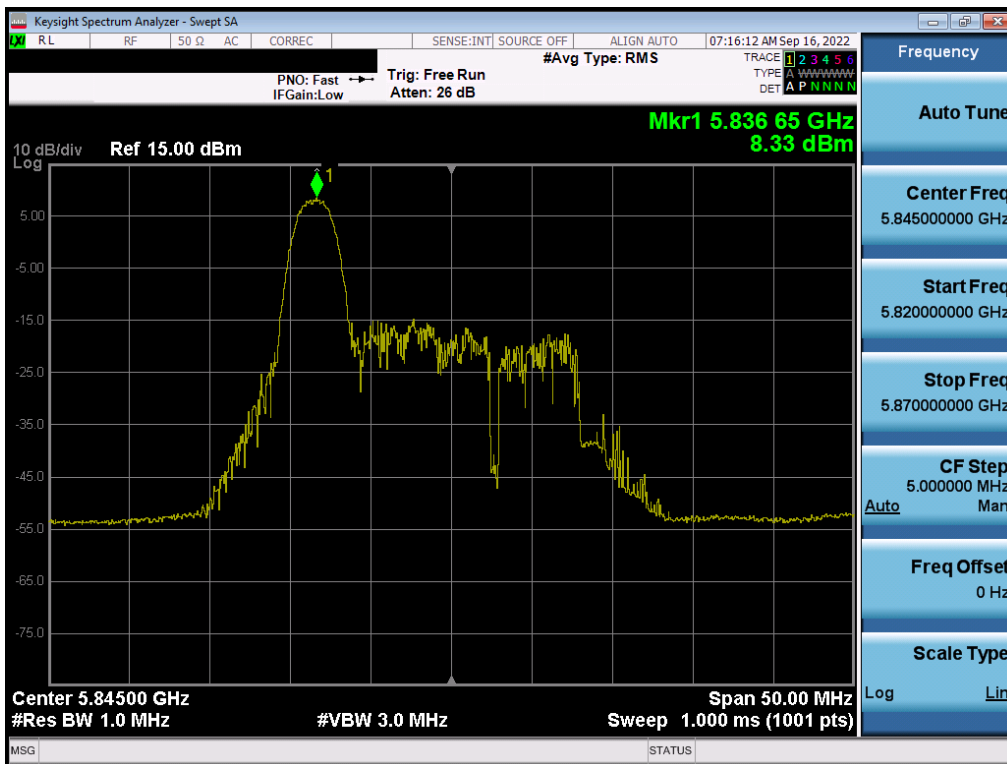 Keysight Spectrum Analyzer - Swept SA
LXI RL RF 50 Ω AC CORREC SENSE:INT SOURCE OFF ALIGN AUTO 07:16:12 AM Sep 16, 2022
#Avg Type: RMS
TRACE 1 2 3 4 5 6
PNO: Fast Trig: Free Run
TYPE A WWWWW
IFGain:Low Atten: 26 dB
DET A P N N N N
Mkr1 5.836 65 GHz
8.33 dBm
10 dB/div Ref 15.00 dBm
Log
1
5.00
-5.00
-15.0
-25.0
-35.0
-45.0
-55.0
-65.0
-75.0
Center 5.84500 GHz Span 50.00 MHz
#Res BW 1.0 MHz #VBW 3.0 MHz Sweep 1.000 ms (1001 pts)
MSG STATUS
Frequency
Auto Tune
Center Freq
5.845000000 GHz
Start Freq
5.820000000 GHz
Stop Freq
5.870000000 GHz
CF Step
5.000000 MHz
Auto Man
Freq Offset
0 Hz
Scale Type
Log Lin